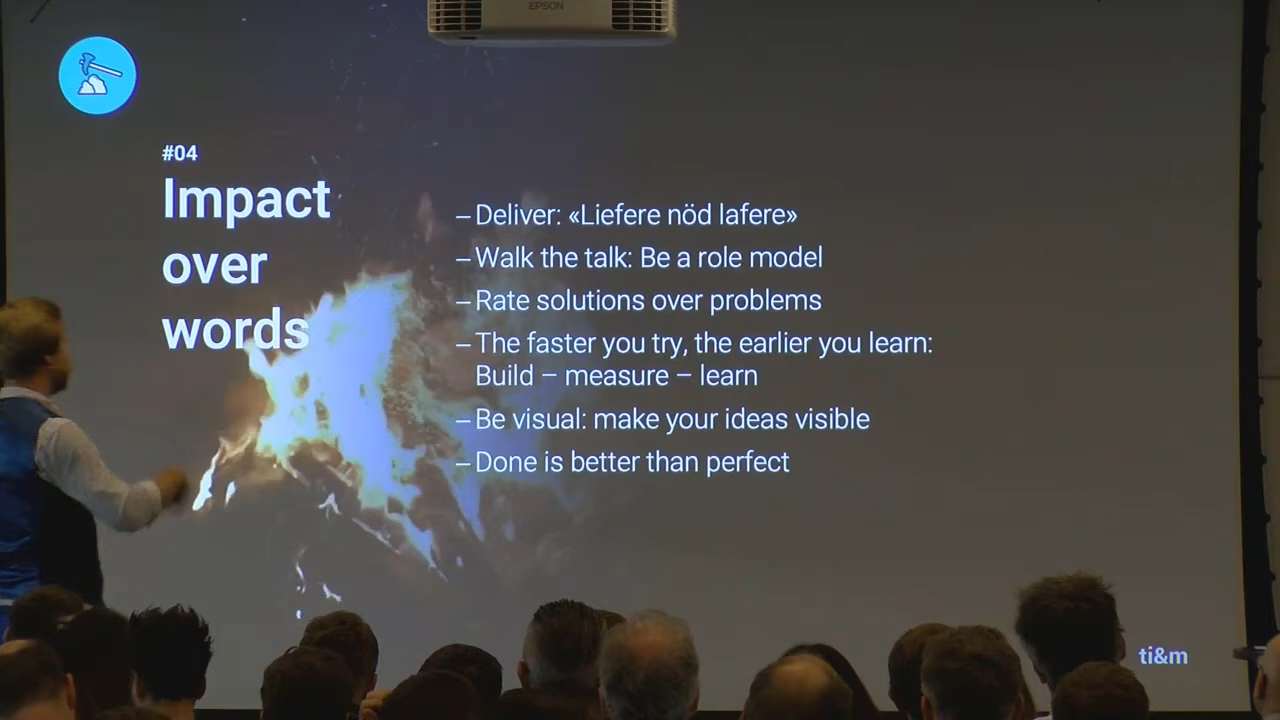 EPSON
#04
Impact
over
words
– Deliver: «Liefere nöd lafere»
– Walk the talk: Be a role model
– Rate solutions over problems
– The faster you try, the earlier you learn:
Build – measure – learn
– Be visual: make your ideas visible
– Done is better than perfect
ti&m